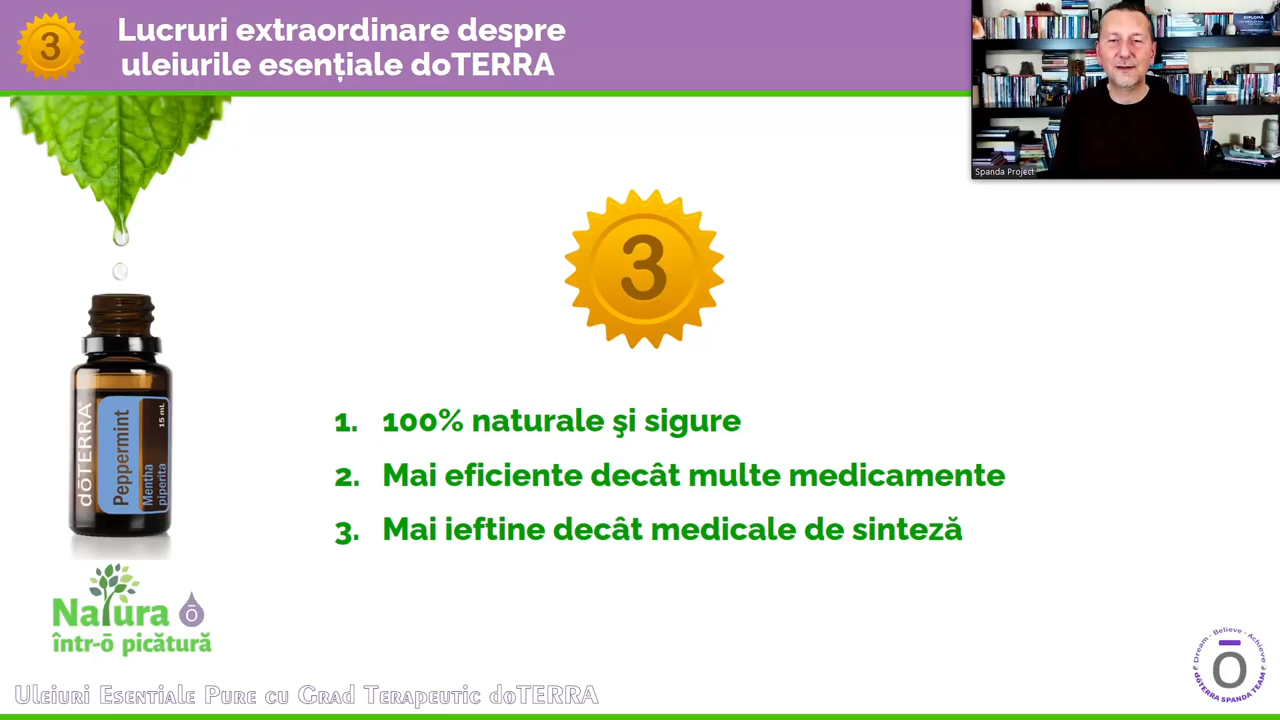 3
Lucruri extraordinare despre
uleiurile esențiale doTERRA
Spanda Project
3
1. 100% naturale şi sigure
2. Mai eficiente decât multe medicamente
3. Mai ieftine decât medicale de sinteză
dōTERRA
Peppermint
Mentha
piperita
15 mL
Natura ō
într-ō picătură
Uleiuri Esentiale Pure cu Grad Terapeutic doTERRA
Dream - Believe - Achieve
ō
dōTERRA SPANDA TEAM